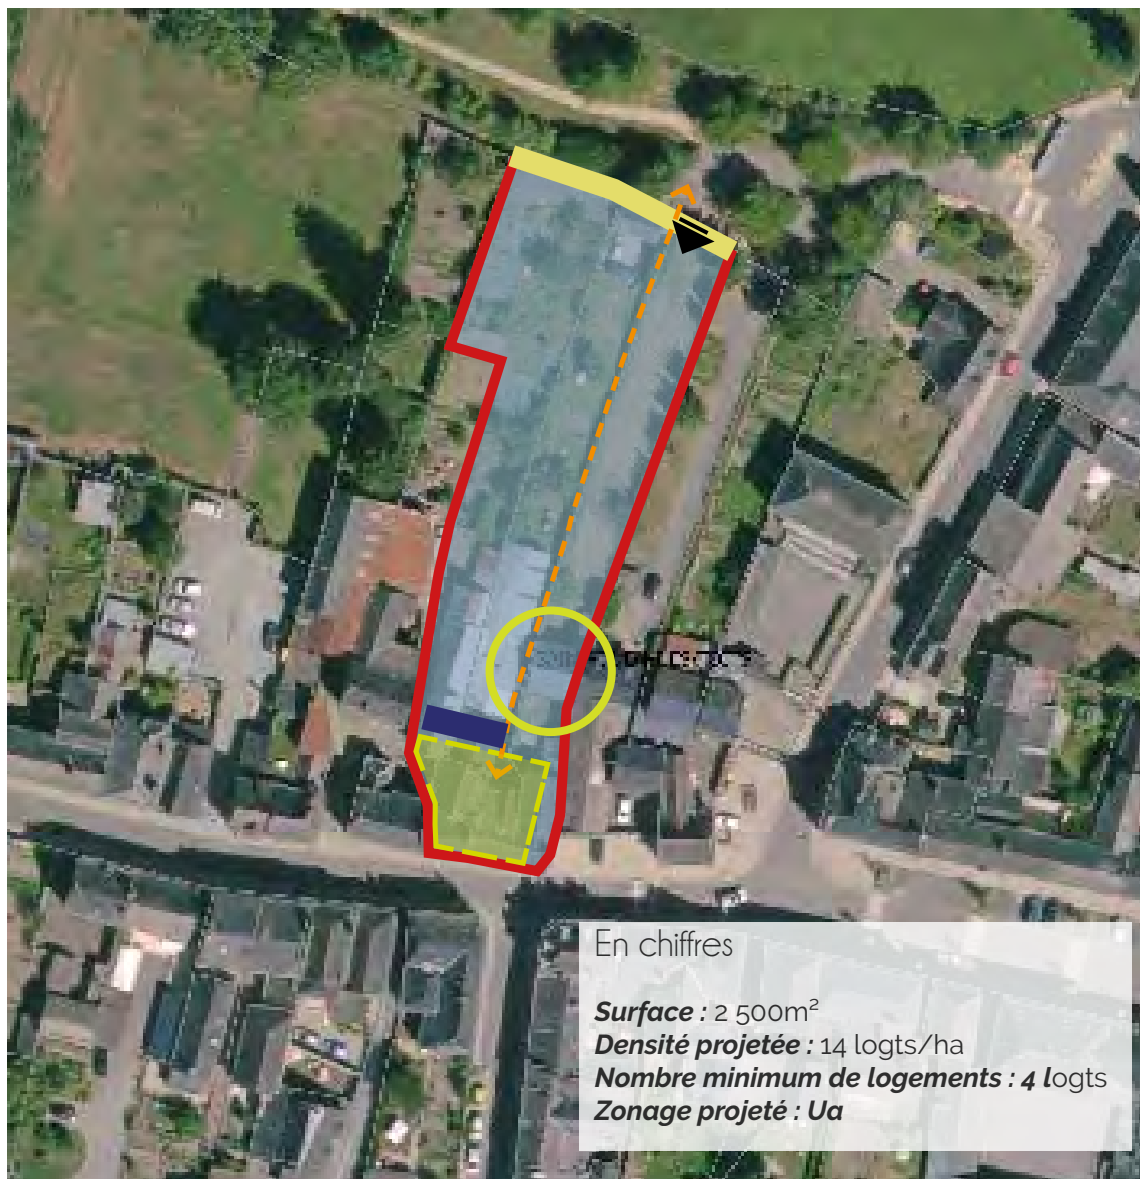 En chiffres
Surface : 2 500m²
Densité projetée : 14 logts/ha
Nombre minimum de logements : 4 logts
Zonage projeté : Ua